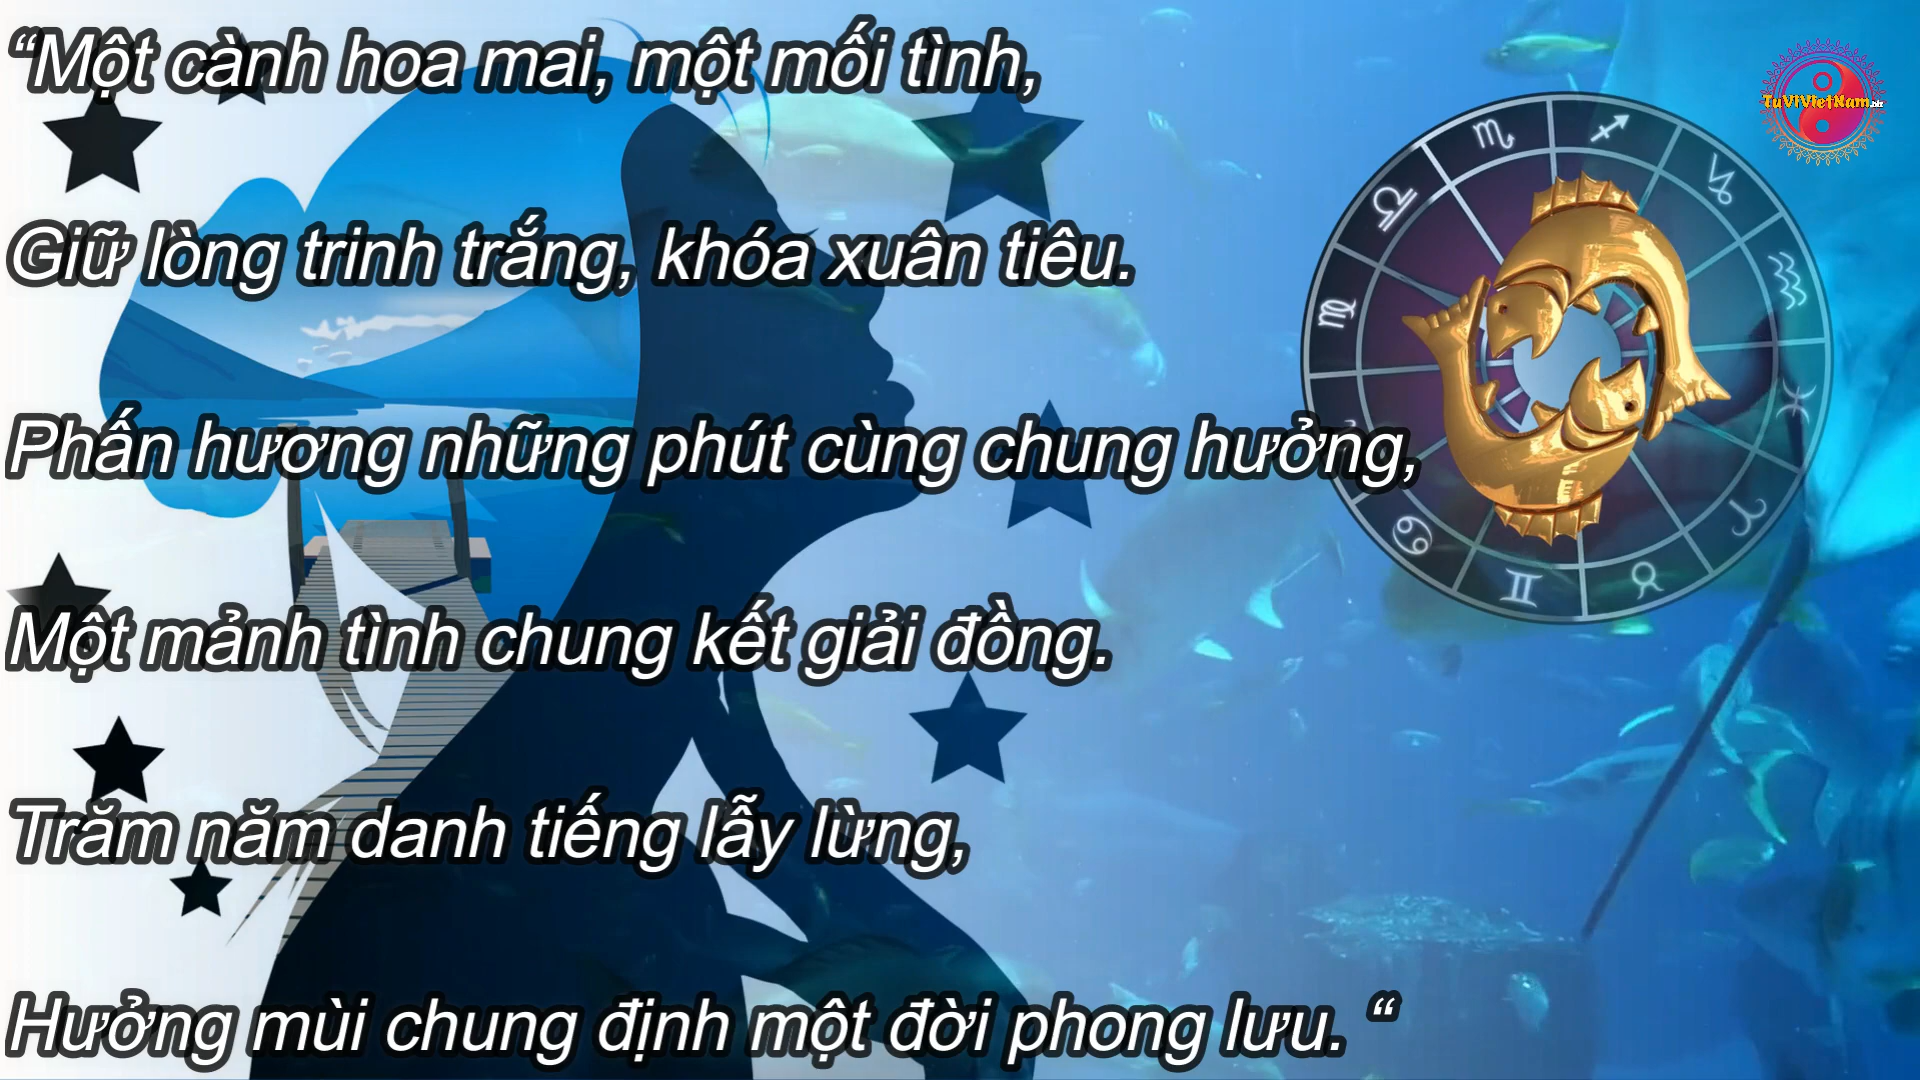 “Một cành hoa mai, một mối tình,
Giữ lòng trinh trắng, khóa xuân tiêu.
Phấn hương những phút cùng chung hưởng,
Một mảnh tình chung kết giải đồng.
Trăm năm danh tiếng lẫy lừng,
Hưởng mùi chung định một đời phong lưu. “
TuViVietNam